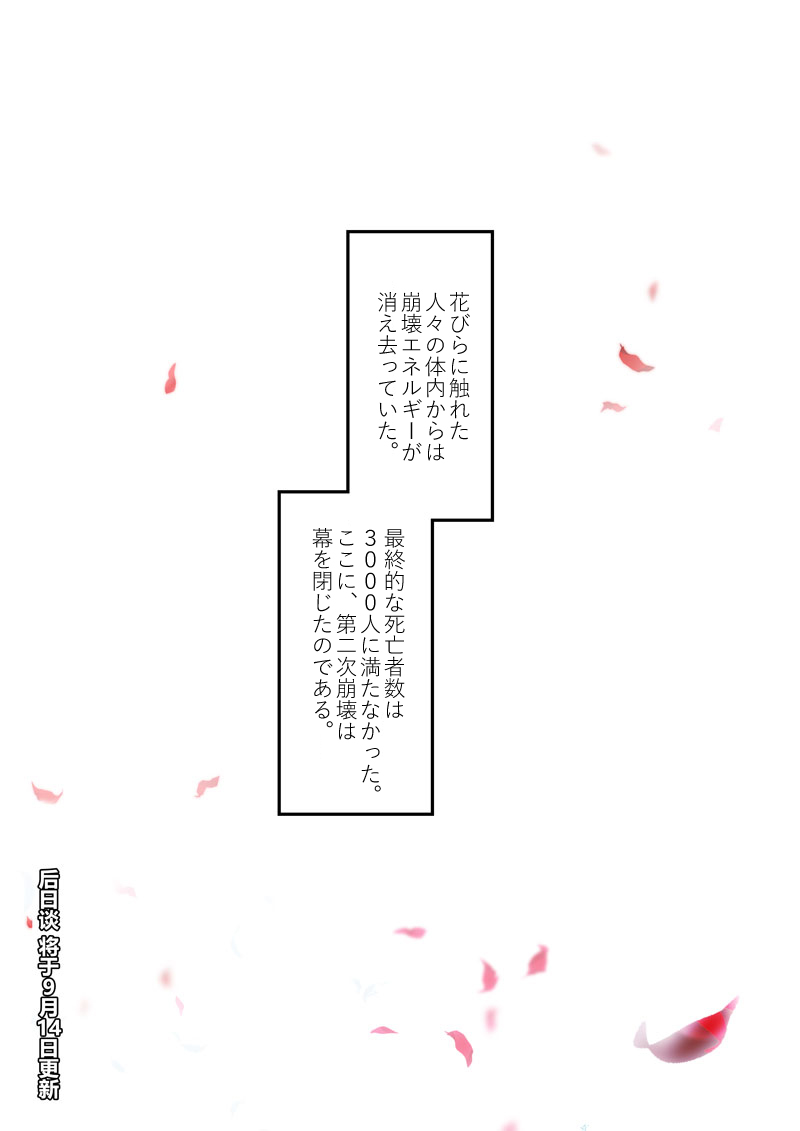 花びらに触れた
人々の体内からは
崩壊エネルギーが
消え去っていた。
最終的な死亡者数は
3000人に満たなかった。
ここに、第二次崩壊は
幕を閉じたのである。
后日谈 将于9月14日更新